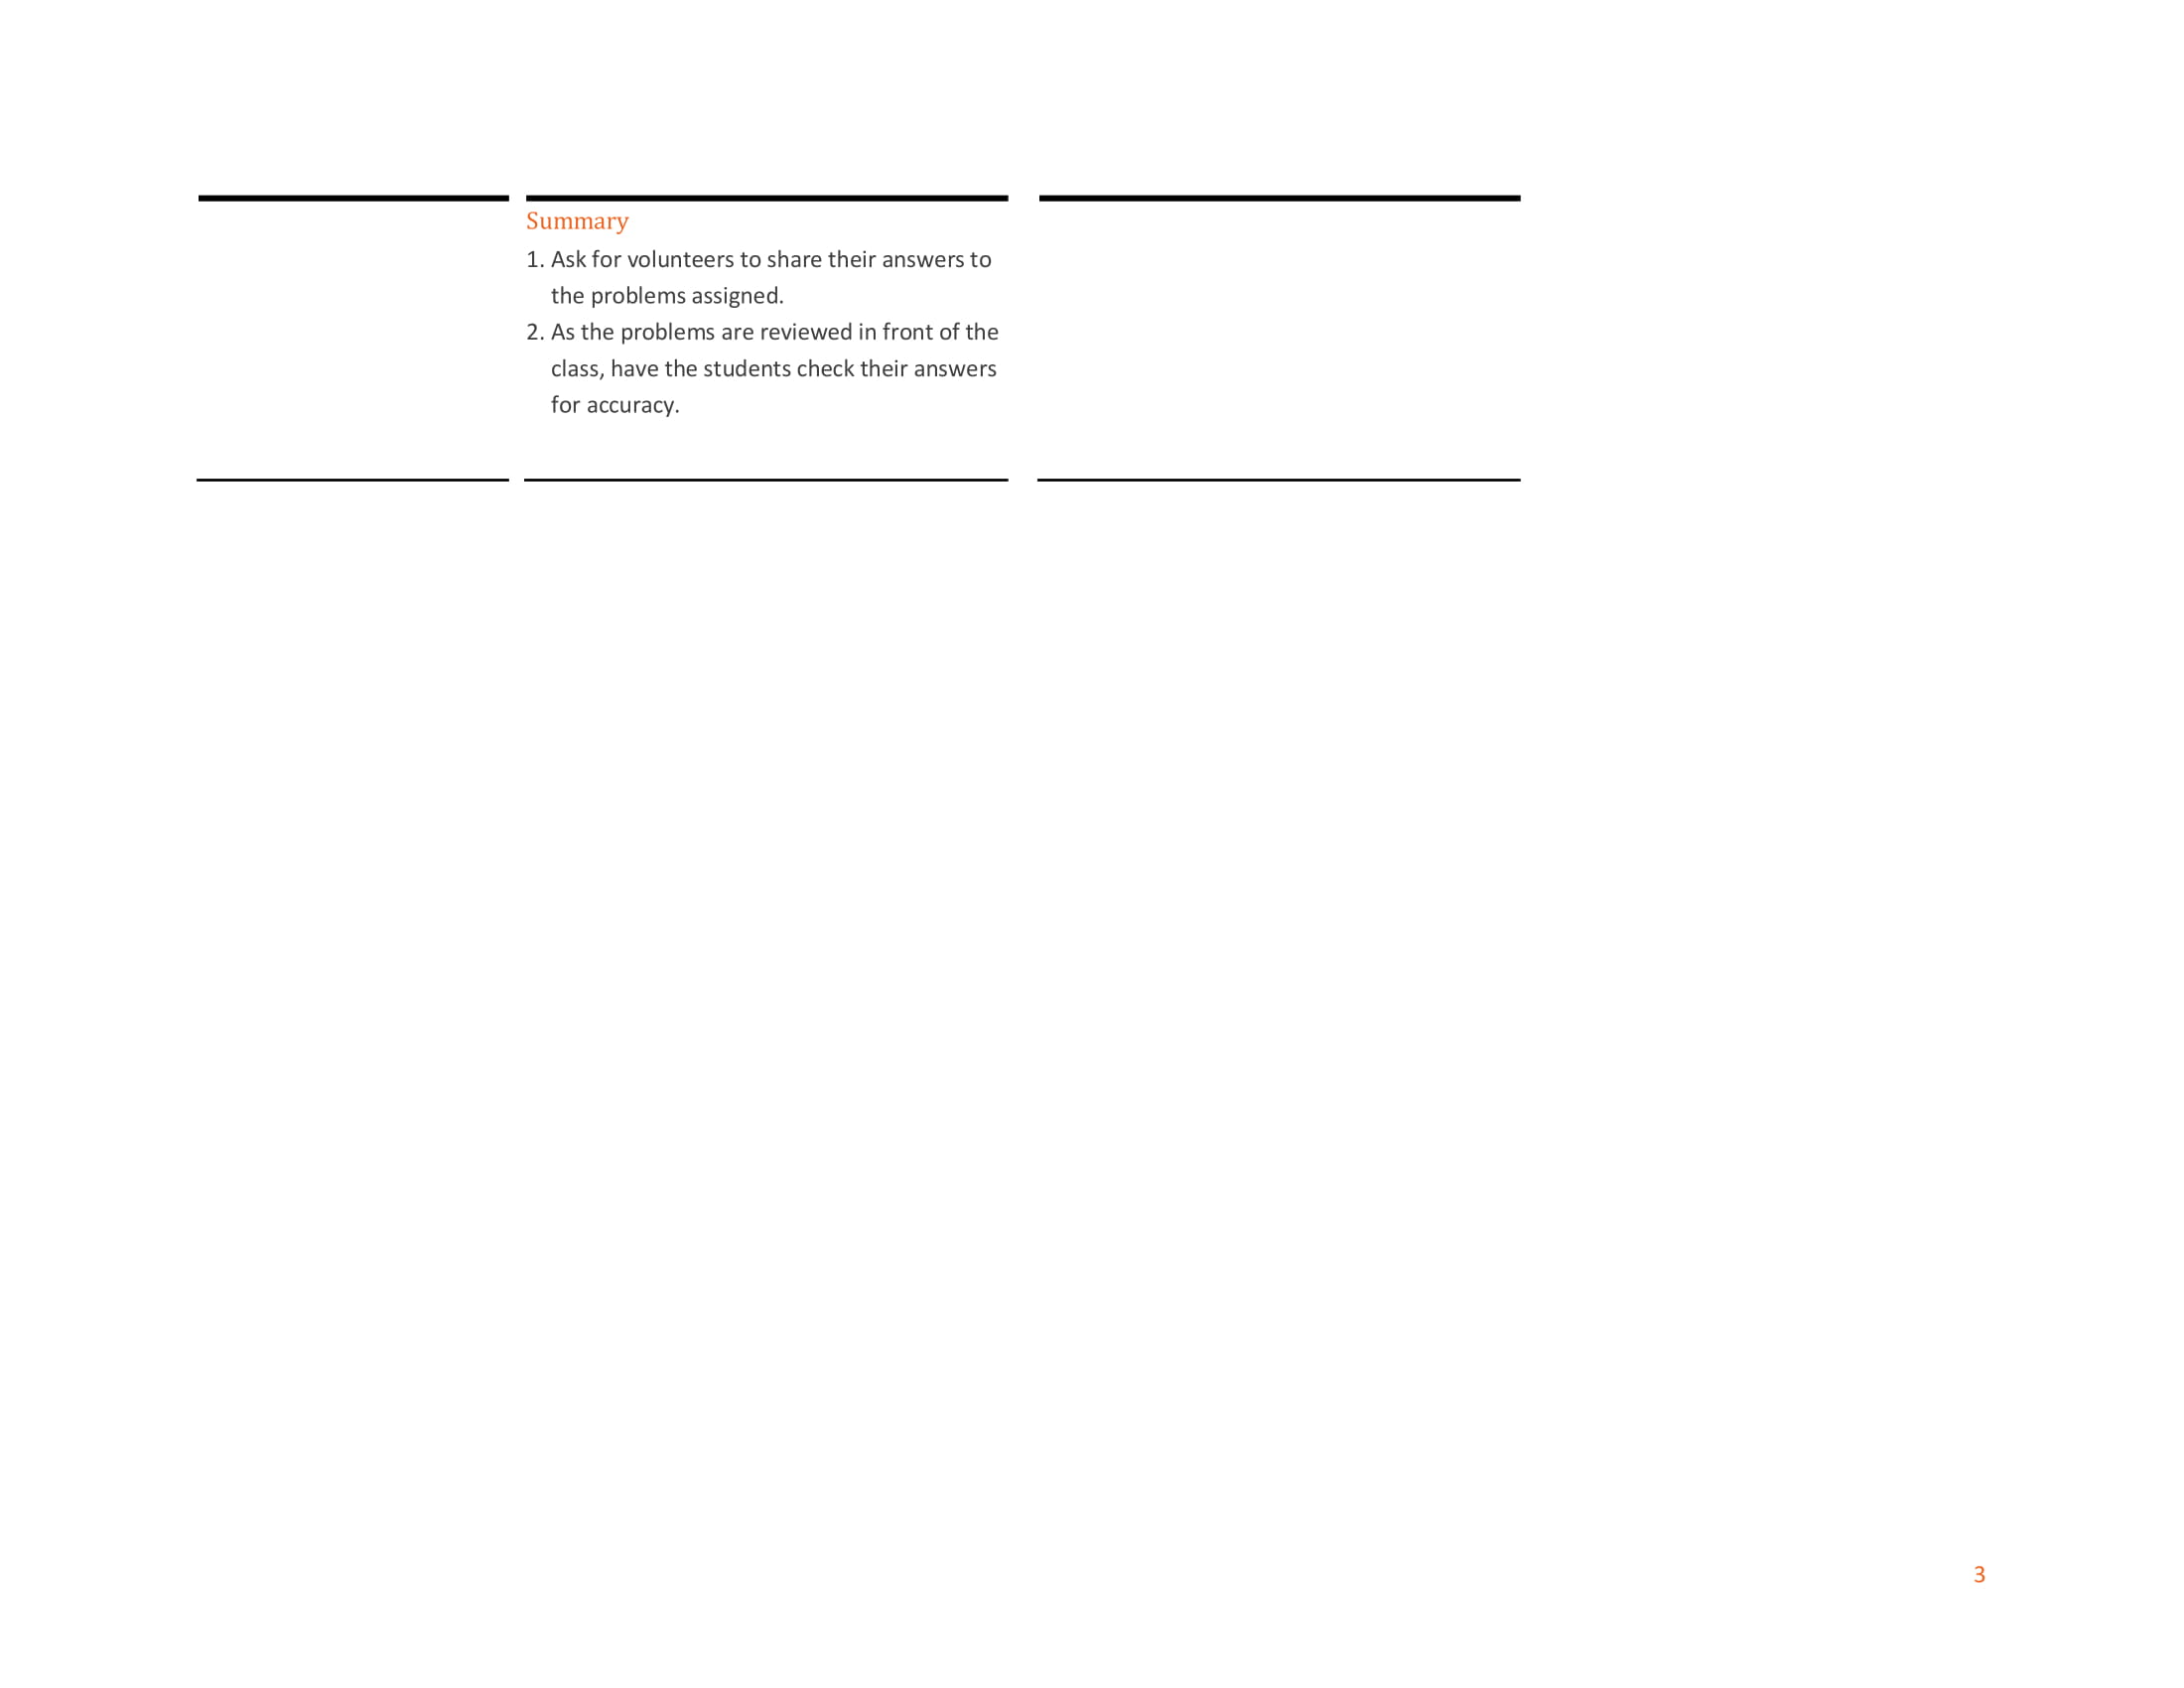 Summary
1. Ask for volunteers to share their answers to
the problems assigned.
2. As the problems are reviewed in front of the
class, have the students check their answers
for accuracy.
3